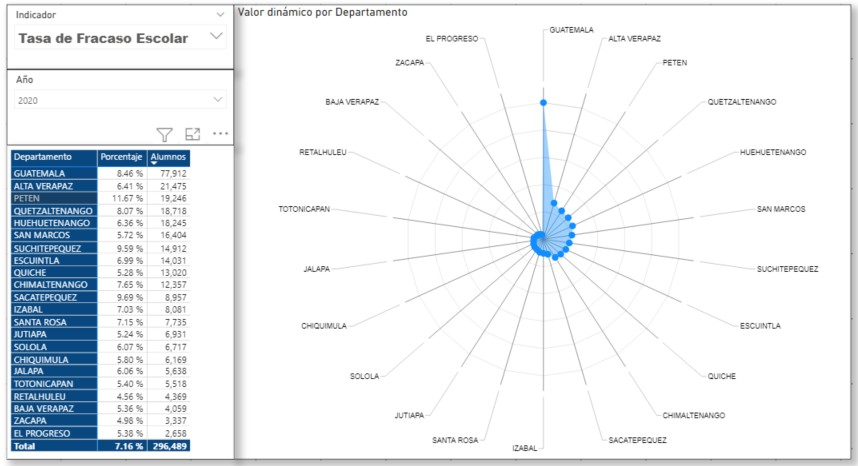 Indicador
Tasa de Fracaso Escolar
Año
2020
Departamento Porcentaje Alumnos
GUATEMALA 8.46 % 77,912
ALTA VERAPAZ 6.41 % 21,475
PETEN 11.67 % 19,246
QUETZALTENANGO 8.07 % 18,718
HUEHUETENANGO 6.36 % 18,245
SAN MARCOS 5.72 % 16,404
SUCHITEPEQUEZ 9.59 % 14,912
ESCUINTLA 6.99 % 14,031
QUICHE 5.28 % 13,020
CHIMALTENANGO 7.65 % 12,357
SACATEPEQUEZ 9.69 % 8,957
IZABAL 7.03 % 8,081
SANTA ROSA 7.15 % 7,735
JUTIAPA 5.24 % 6,931
SOLOLA 6.07 % 6,717
CHIQUIMULA 5.80 % 6,169
JALAPA 6.06 % 5,638
TOTONICAPAN 5.40 % 5,518
RETALHULEU 4.56 % 4,369
BAJA VERAPAZ 5.36 % 4,059
ZACAPA 4.98 % 3,337
EL PROGRESO 5.38 % 2,658
Total 7.16 % 296,489
Valor dinámico por Departamento
GUATEMALA
ALTA VERAPAZ
PETEN
QUETZALTENANGO
HUEHUETENANGO
SAN MARCOS
SUCHITEPEQUEZ
ESCUINTLA
QUICHE
CHIMALTENANGO
SACATEPEQUEZ
IZABAL
SANTA ROSA
JUTIAPA
SOLOLA
CHIQUIMULA
JALAPA
TOTONICAPAN
RETALHULEU
BAJA VERAPAZ
ZACAPA
EL PROGRESO